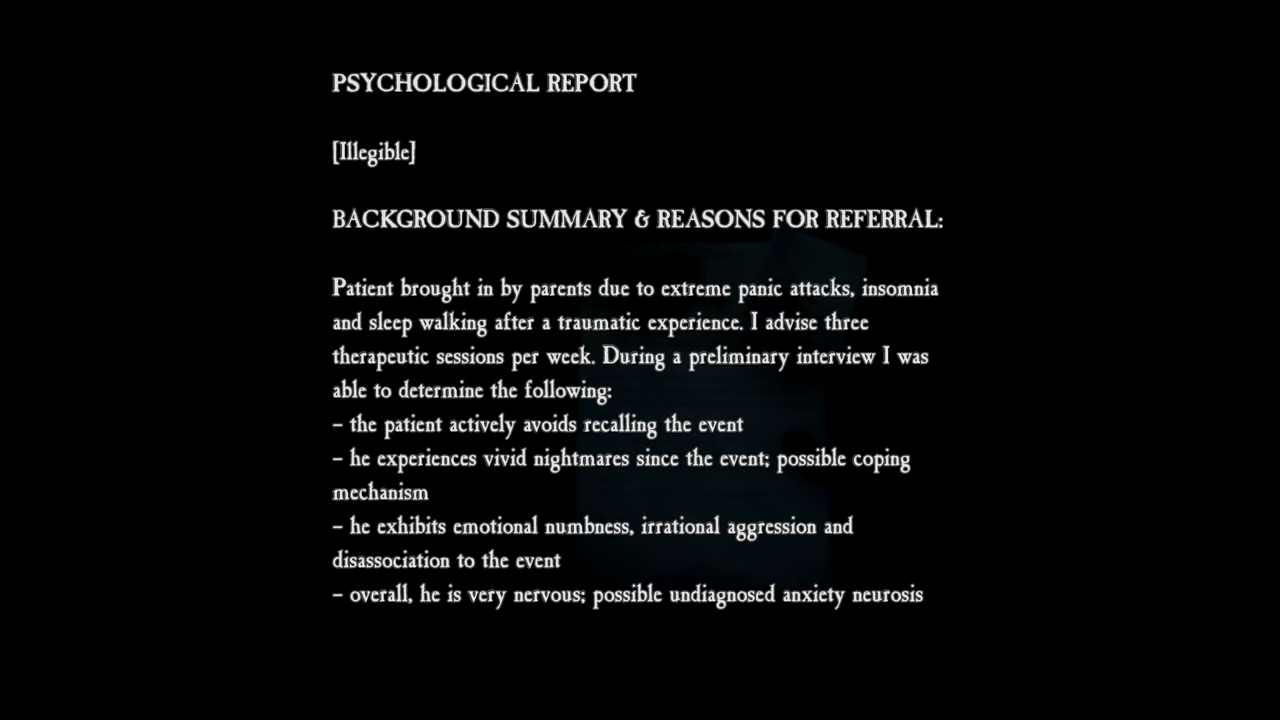 PSYCHOLOGICAL REPORT
[Illegible]
BACKGROUND SUMMARY & REASONS FOR REFERRAL:
Patient brought in by parents due to extreme panic attacks, insomnia
and sleep walking after a traumatic experience. I advise three
therapeutic sessions per week. During a preliminary interview I was
able to determine the following:
– the patient actively avoids recalling the event
– he experiences vivid nightmares since the event; possible coping
mechanism
– he exhibits emotional numbness, irrational aggression and
disassociation to the event
– overall, he is very nervous; possible undiagnosed anxiety neurosis